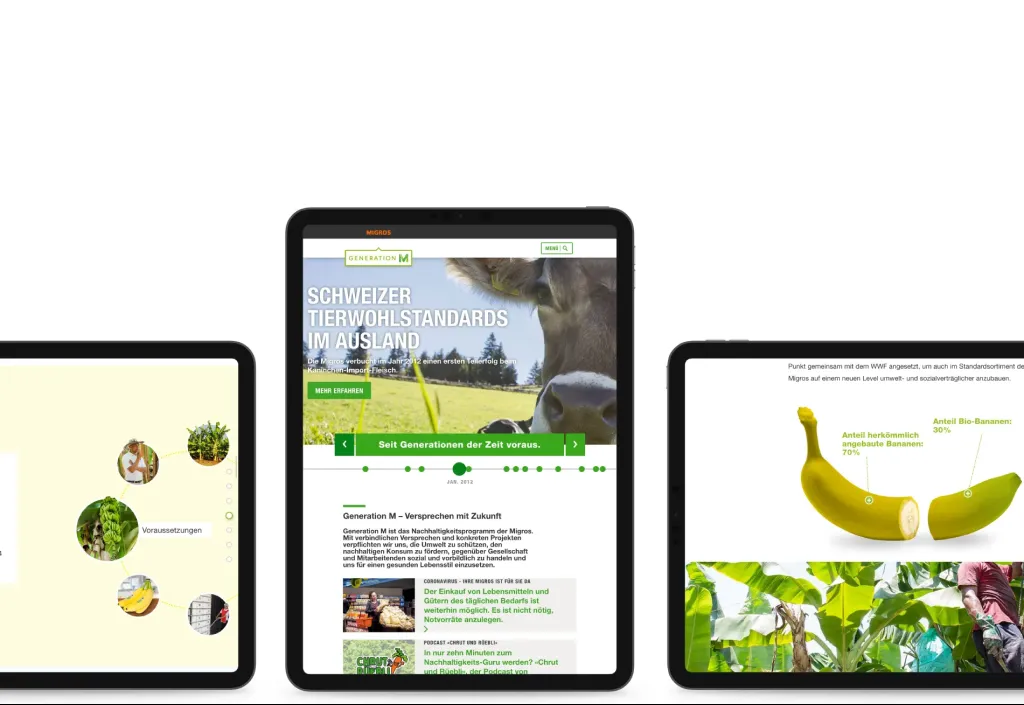 Voraussetzungen
MIGROS
GENERATION M
MENÜ
SCHWEIZER
TIERWOHLSTANDARDS
IM AUSLAND
Die Migros verbucht im Jahr 2012 einen ersten Teilerfolg beim
Kaninchen-Import-Fleisch.
MEHR ERFAHREN
Seit Generationen der Zeit voraus.
JAN. 2012
Generation M – Versprechen mit Zukunft
Generation M ist das Nachhaltigkeitsprogramm der Migros.
Mit verbindlichen Versprechen und konkreten Projekten
verpflichten wir uns, die Umwelt zu schützen, den
nachhaltigen Konsum zu fördern, gegenüber Gesellschaft
und Mitarbeitenden sozial und vorbildlich zu handeln und
uns für einen gesunden Lebensstil einzusetzen.
CORONAVIRUS - IHRE MIGROS IST FÜR SIE DA
Der Einkauf von Lebensmitteln und
Gütern des täglichen Bedarfs ist
weiterhin möglich. Es ist nicht nötig,
Notvorräte anzulegen.
CHRUT
RÜEBLI
PODCAST «CHRUT UND RÜEBLI»
In nur zehn Minuten zum
Nachhaltigkeits-Guru werden? «Chrut
und Rüebli», der Podcast von
Punkt gemeinsam mit dem WWF angesetzt, um auch im Standardsortiment de
Migros auf einem neuen Level umwelt- und sozialverträglicher anzubauen.
Anteil herkömmlich
angebaute Bananen:
70%
Anteil Bio-Bananen:
30%